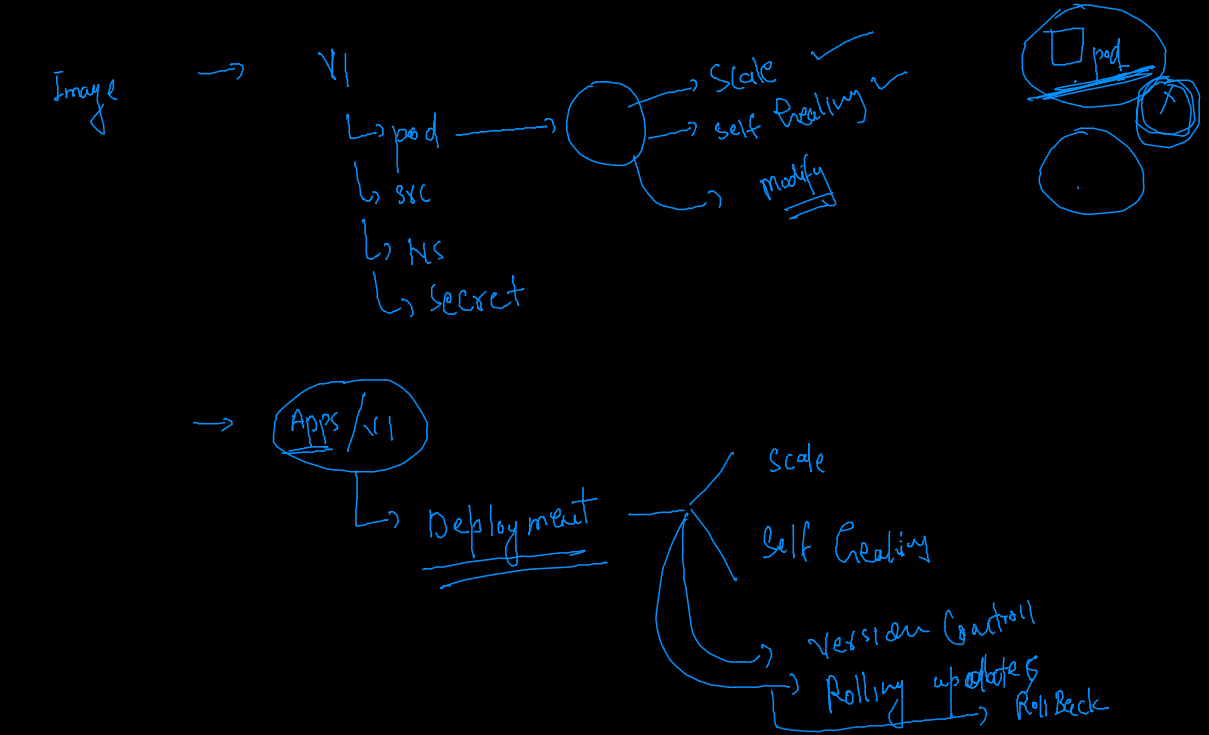 Image
V1
pod
src
NS
Secret
Scale
Self Healing
modify
pod
X
Apps/V1
Deployment
Scale
Self Healing
Version Controll
Rolling updates
Roll Back